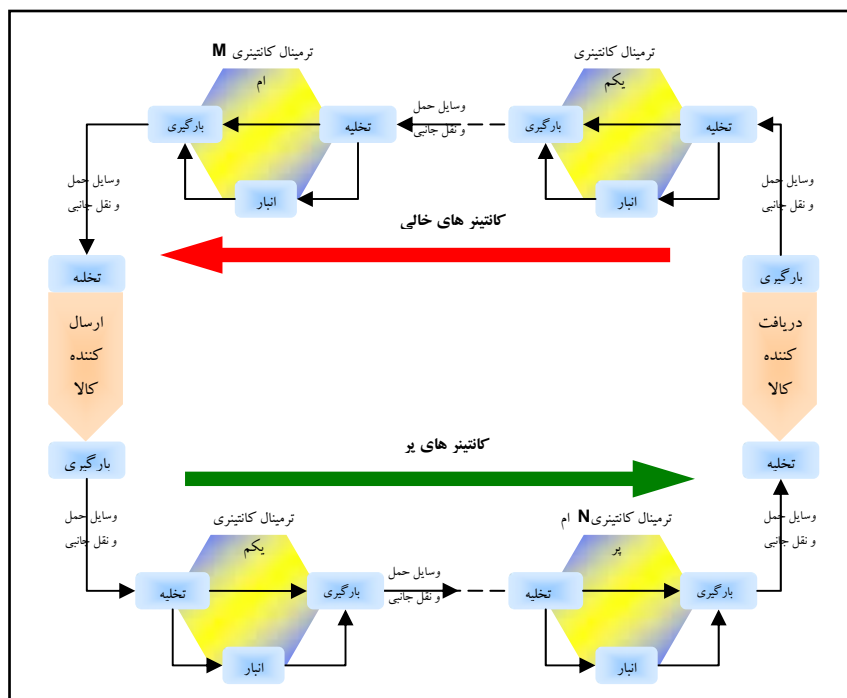 ترمینال کانتینری
یکم
تخلیه
بارگیری
انبار
ترمینال کانتینری M
ام
تخلیه
بارگیری
انبار
وسایل حمل
و نقل جانبی
وسایل حمل
و نقل جانبی
وسایل حمل
و نقل جانبی
کانتینر های خالی
بارگیری
دریافت
کننده
کالا
تخلیه
تخلیه
ارسال
کننده
کالا
بارگیری
کانتینر های پر
وسایل حمل
و نقل جانبی
وسایل حمل
و نقل جانبی
وسایل حمل
و نقل جانبی
ترمینال کانتینریN ام
پر
تخلیه
بارگیری
انبار
ترمینال کانتینری
یکم
تخلیه
بارگیری
انبار